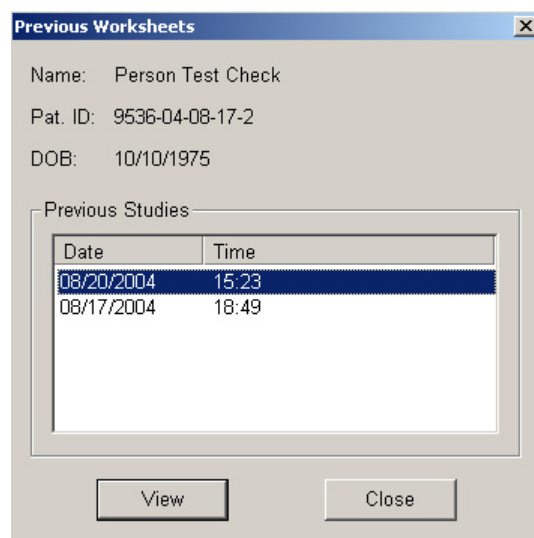 Previous Worksheets
Name: Person Test Check
Pat. ID: 9536-04-08-17-2
DOB: 10/10/1975
Previous Studies
Date Time
08/20/2004 15:23
08/17/2004 18:49
View Close